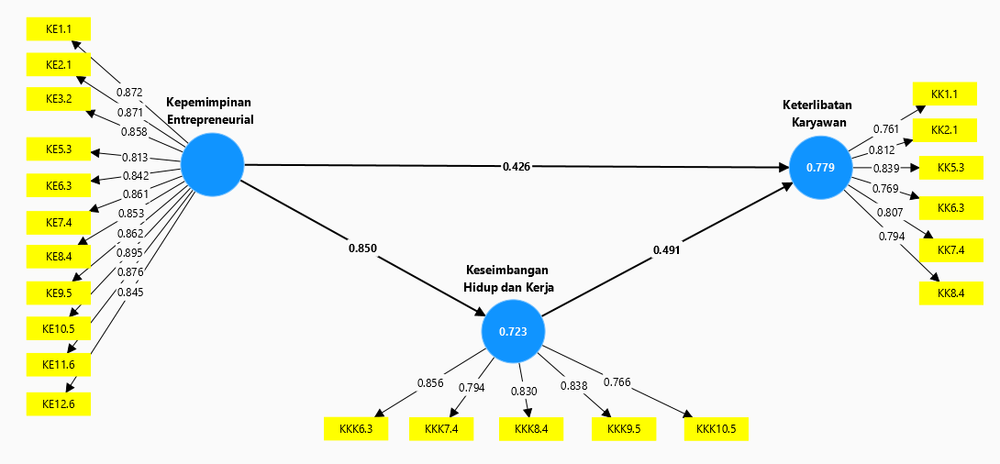 KE1.1
KE2.1
KE3.2
KE5.3
KE6.3
KE7.4
KE8.4
KE9.5
KE10.5
KE11.6
KE12.6
0.872
0.871
0.858
0.813
0.842
0.861
0.853
0.862
0.895
0.876
0.845
Kepemimpinan
Entrepreneurial
0.426
0.850
0.491
Keseimbangan
Hidup dan Kerja
0.723
0.856
0.794
0.830
0.838
0.766
KKK6.3
KKK7.4
KKK8.4
KKK9.5
KKK10.5
Keterlibatan
Karyawan
0.779
0.761
0.812
0.839
0.769
0.807
0.794
KK1.1
KK2.1
KK5.3
KK6.3
KK7.4
KK8.4